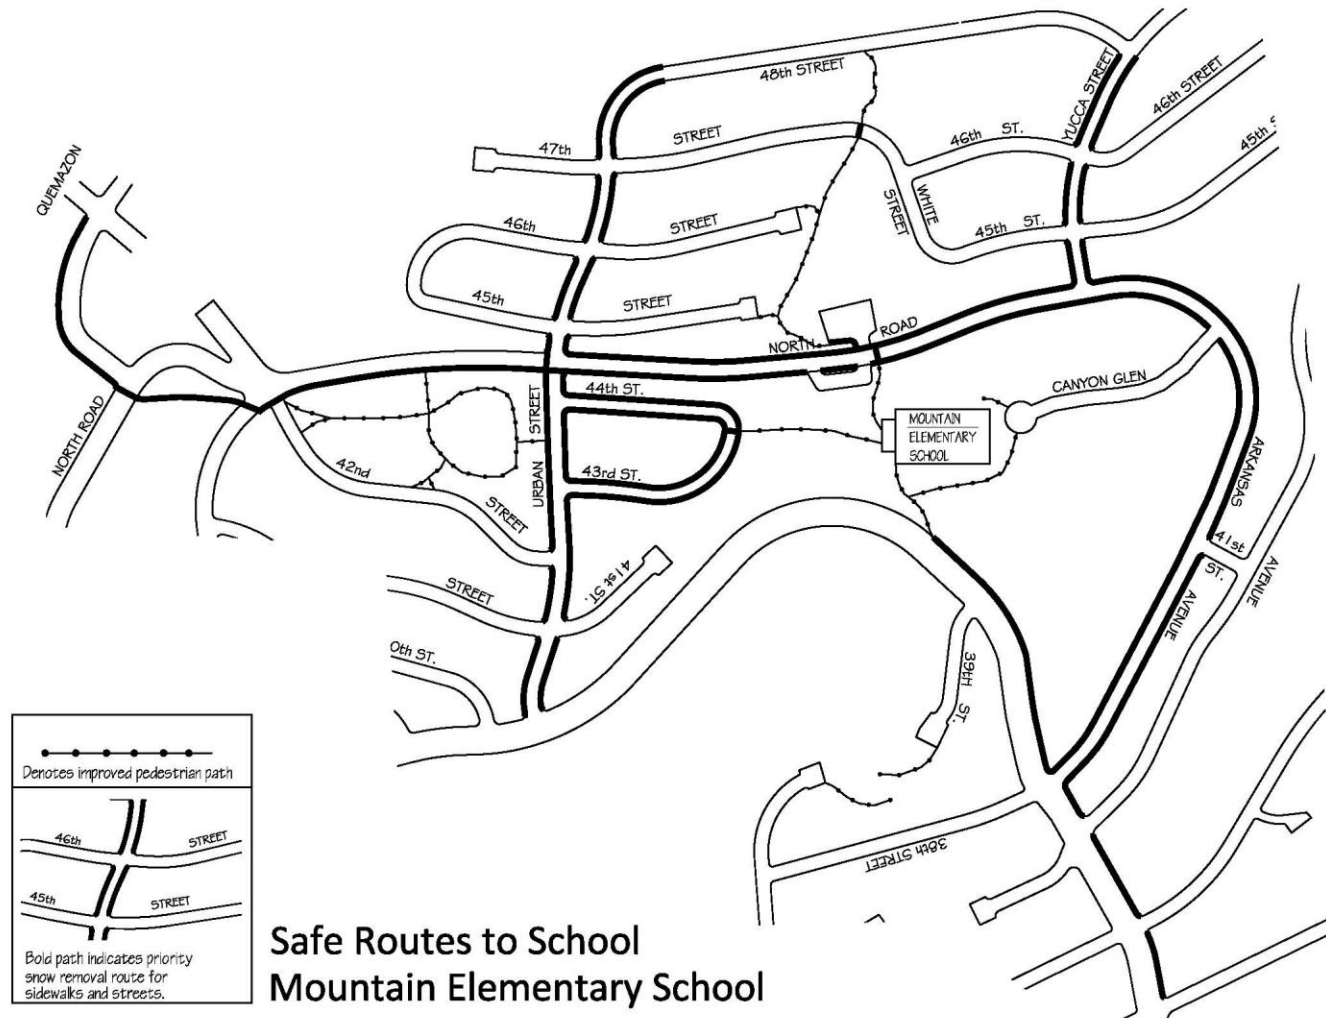 48th STREET
YUCCA STREET
46th STREET
45th S
47th STREET
46th ST.
QUEMAZON
WHITE STREET
46th STREET
45th ST.
45th STREET
NORTH ROAD
CANYON GLEN
44th ST.
MOUNTAIN
ELEMENTARY
SCHOOL
NORTH ROAD
42nd STREET
URBAN STREET
43rd ST.
ARKANSAS AVENUE
41st ST.
AVENUE
STREET
41st ST.
0th ST.
39TH ST.
38th STREET
Denotes improved pedestrian path
46th STREET
45th STREET
Bold path indicates priority
snow removal route for
sidewalks and streets.
Safe Routes to School
Mountain Elementary School